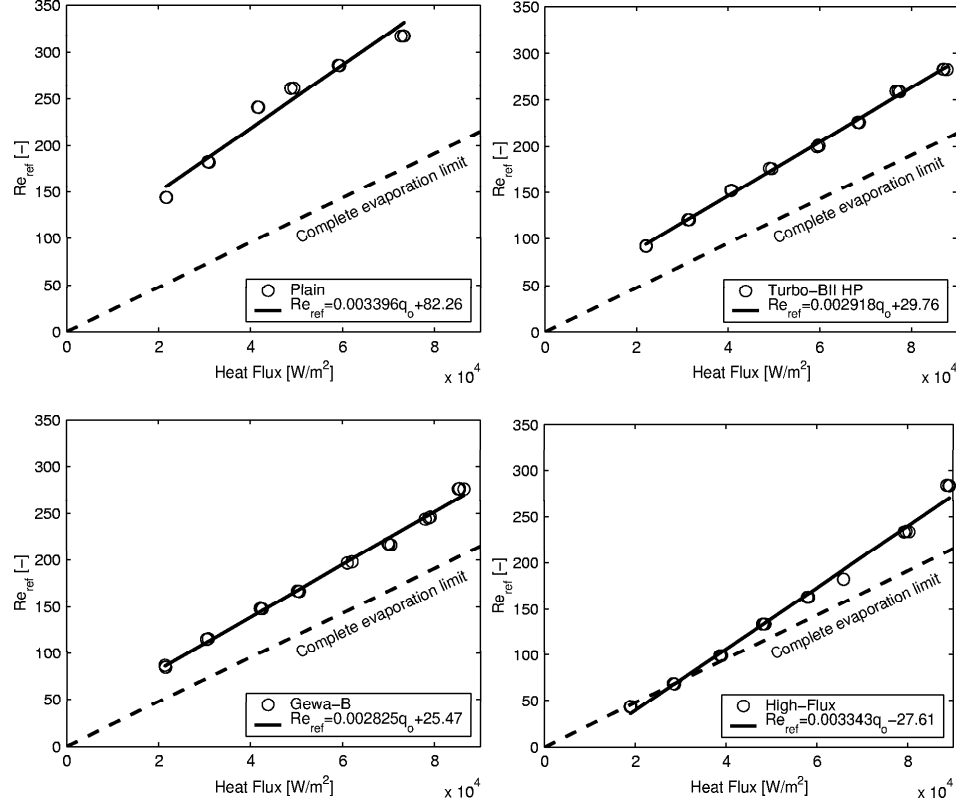 350
300
250
200
150
100
50
0
Re_ref [−]
Complete evaporation limit
Plain
Re_ref=0.003396q_o+82.26
0 2 4 6 8
Heat Flux [W/m²]
x 10⁴
350
300
250
200
150
100
50
0
Re_ref [−]
Complete evaporation limit
Turbo−BII HP
Re_ref=0.002918q_o+29.76
0 2 4 6 8
Heat Flux [W/m²]
x 10⁴
350
300
250
200
150
100
50
0
Re_ref [−]
Complete evaporation limit
Gewa−B
Re_ref=0.002825q_o+25.47
0 2 4 6 8
Heat Flux [W/m²]
x 10⁴
350
300
250
200
150
100
50
0
Re_ref [−]
Complete evaporation limit
High−Flux
Re_ref=0.003343q_o−27.61
0 2 4 6 8
Heat Flux [W/m²]
x 10⁴